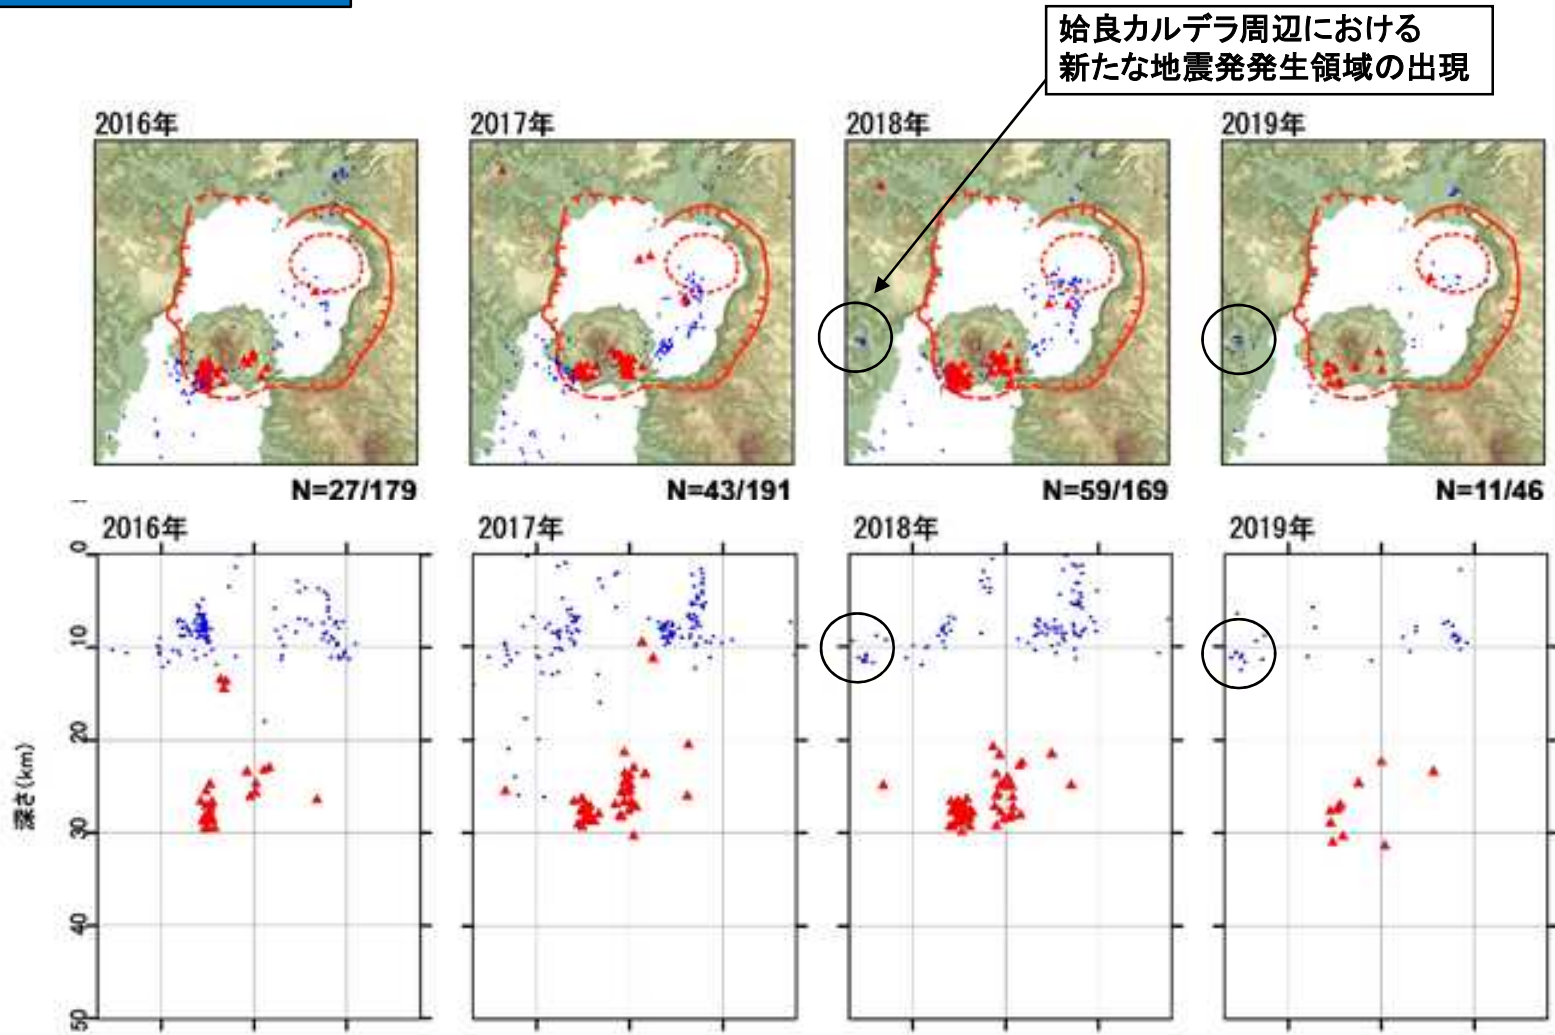 始良カルデラ周辺における
新たな地震発発生領域の出現
2016年
2017年
2018年
2019年
N=27/179
N=43/191
N=59/169
N=11/46
2016年
2017年
2018年
2019年
深さ(km)
0
10
20
30
40
50